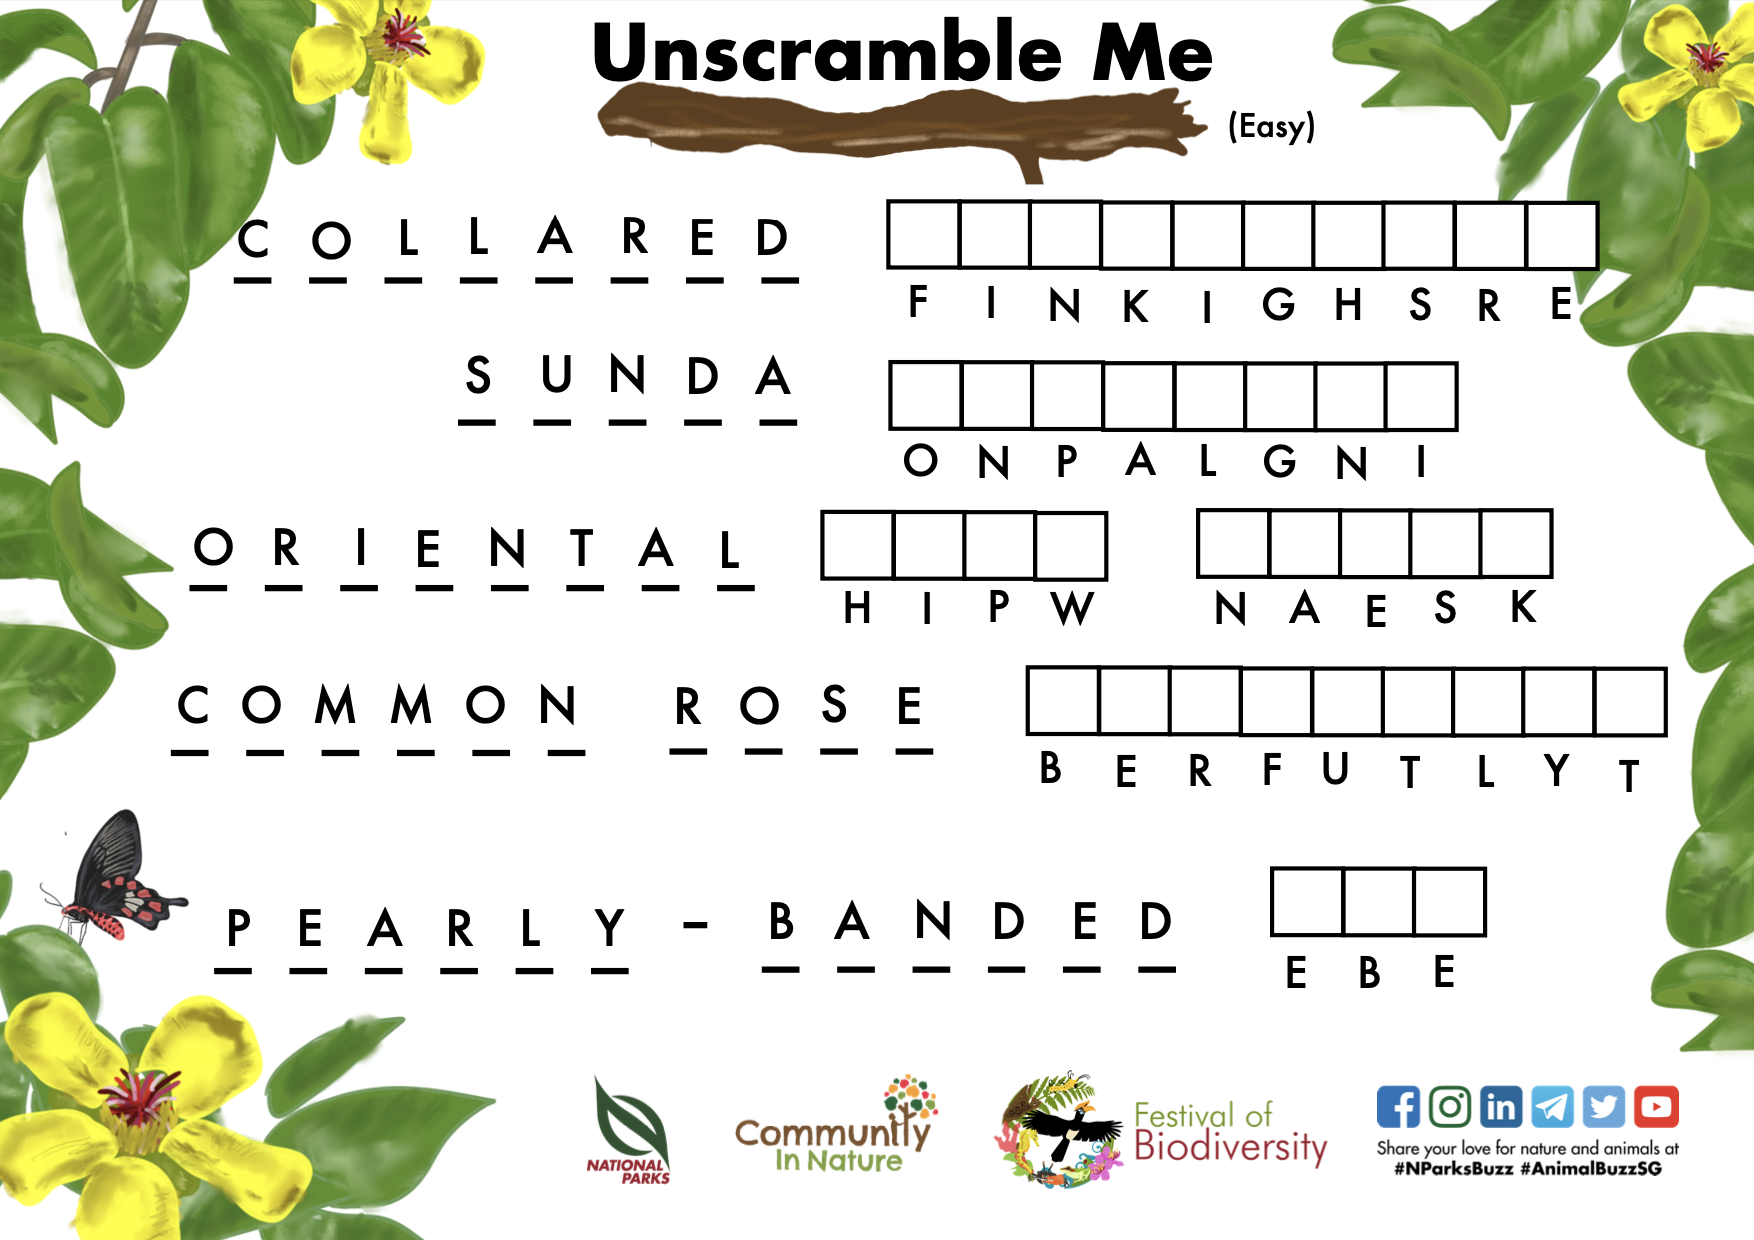 Unscramble Me
(Easy)
C O L L A R E D
F I N K I G H S R E
S U N D A
O N P A L G N I
O R I E N T A L
H I P W N A E S K
C O M M O N R O S E
B E R F U T L Y T
P E A R L Y - B A N D E D
E B E
NATIONAL
PARKS
Community
In Nature
Festival of
Biodiversity
Share your love for nature and animals at
#NParksBuzz #AnimalBuzzSG